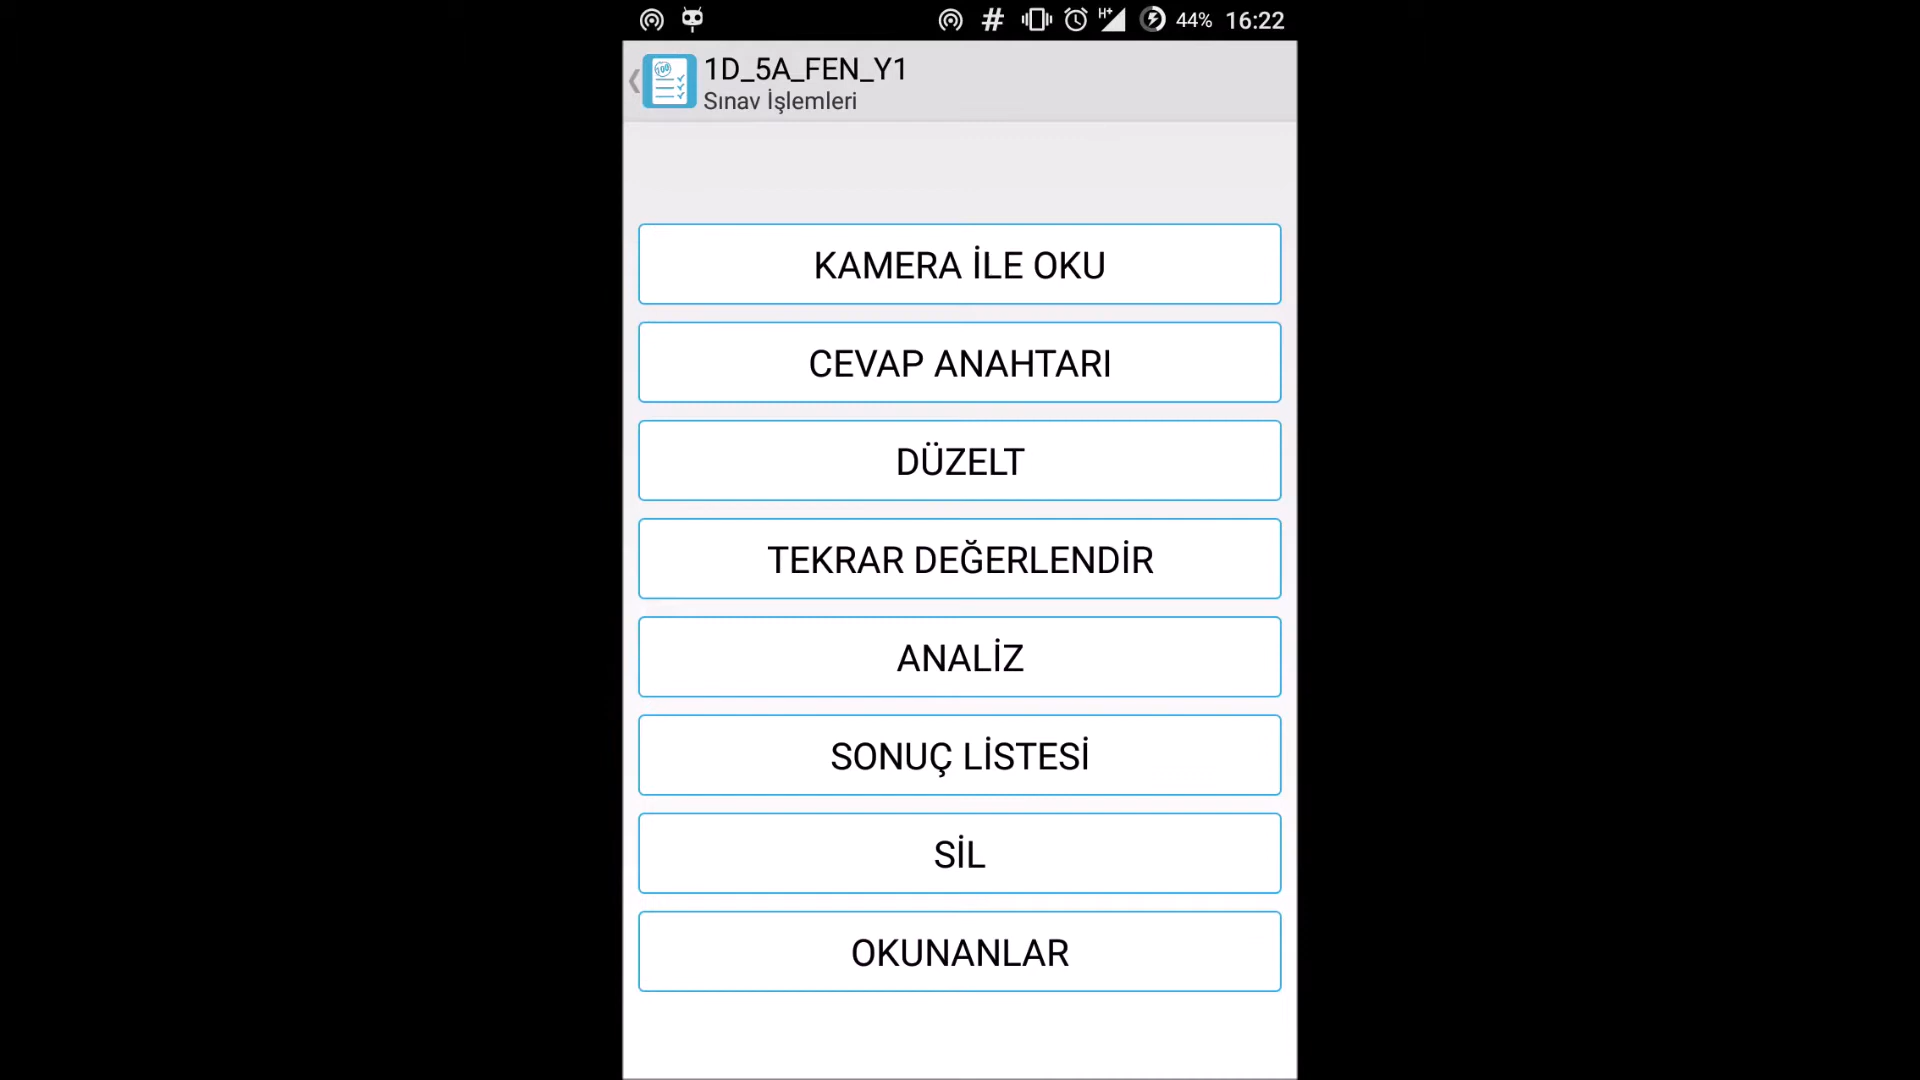 # 44% 16:22
1D_5A_FEN_Y1
Sınav İşlemleri
KAMERA İLE OKU
CEVAP ANAHTARI
DÜZELT
TEKRAR DEĞERLENDİR
ANALİZ
SONUÇ LİSTESİ
SİL
OKUNANLAR